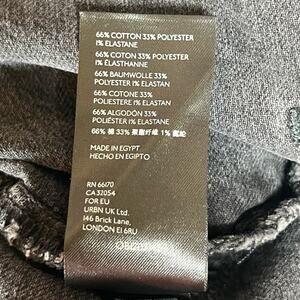 66% COTTON 33% POLYESTER
1% ELASTANE
66% COTON 33% POLYESTER
1% ÉLASTHANNE
66% BAUMWOLLE 33%
POLYESTER 1% ELASTAN
66% COTONE 33%
POLIESTERE 1% ELASTAN
66% ALGODÓN 33%
POLIÉSTER 1% ELASTANE
66% 棉 33% 聚酯纤维 1% 氨纶
MADE IN EGYPT
HECHO EN EGIPTO
RN 66170
CA 32054
FOR EU
URBN UK Ltd.
146 Brick Lane,
LONDON E1 6RU